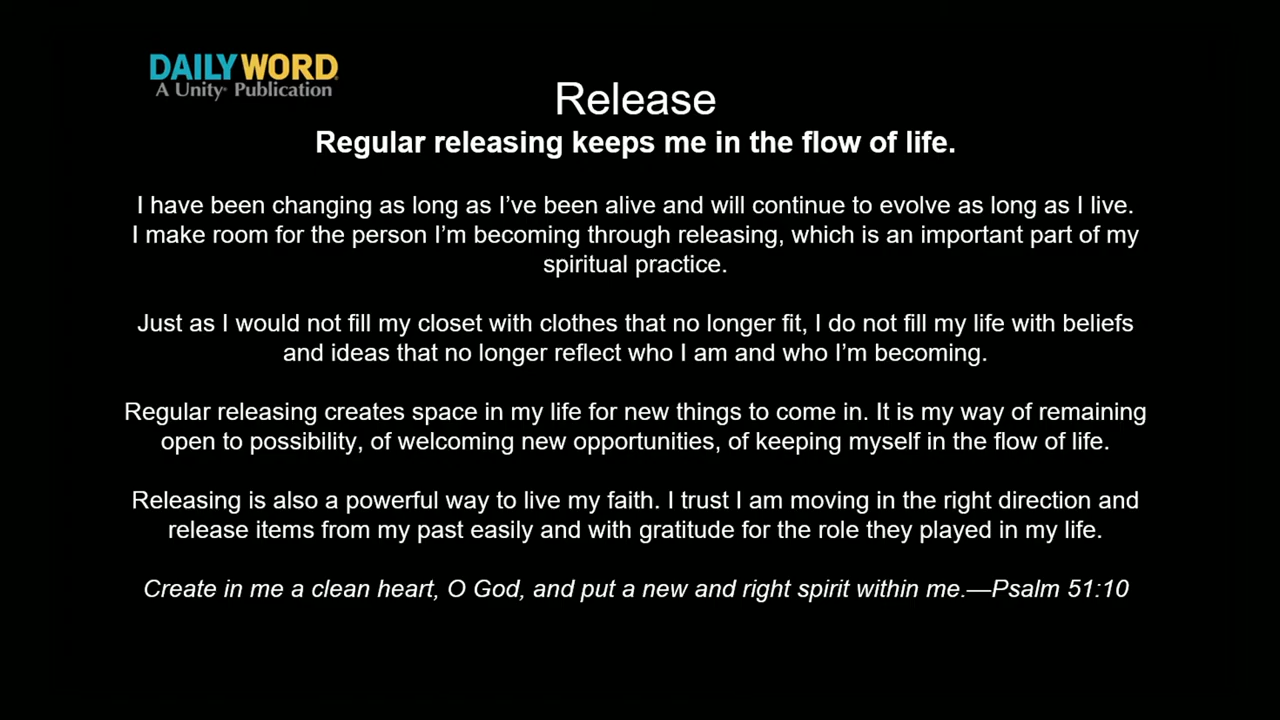 DAILY WORD
A Unity® Publication
Release
Regular releasing keeps me in the flow of life.
I have been changing as long as I’ve been alive and will continue to evolve as long as I live.
I make room for the person I’m becoming through releasing, which is an important part of my
spiritual practice.
Just as I would not fill my closet with clothes that no longer fit, I do not fill my life with beliefs
and ideas that no longer reflect who I am and who I’m becoming.
Regular releasing creates space in my life for new things to come in. It is my way of remaining
open to possibility, of welcoming new opportunities, of keeping myself in the flow of life.
Releasing is also a powerful way to live my faith. I trust I am moving in the right direction and
release items from my past easily and with gratitude for the role they played in my life.
Create in me a clean heart, O God, and put a new and right spirit within me.—Psalm 51:10